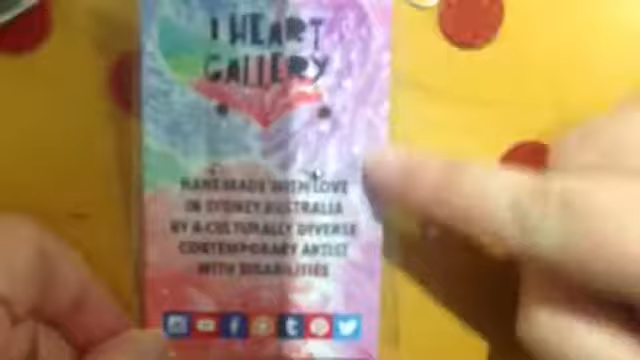 I HEART
GALLERY
HANDMADE WITH LOVE
IN SYDNEY AUSTRALIA
BY A CULTURALLY DIVERSE
CONTEMPORARY ARTIST
WITH DISABILITIES